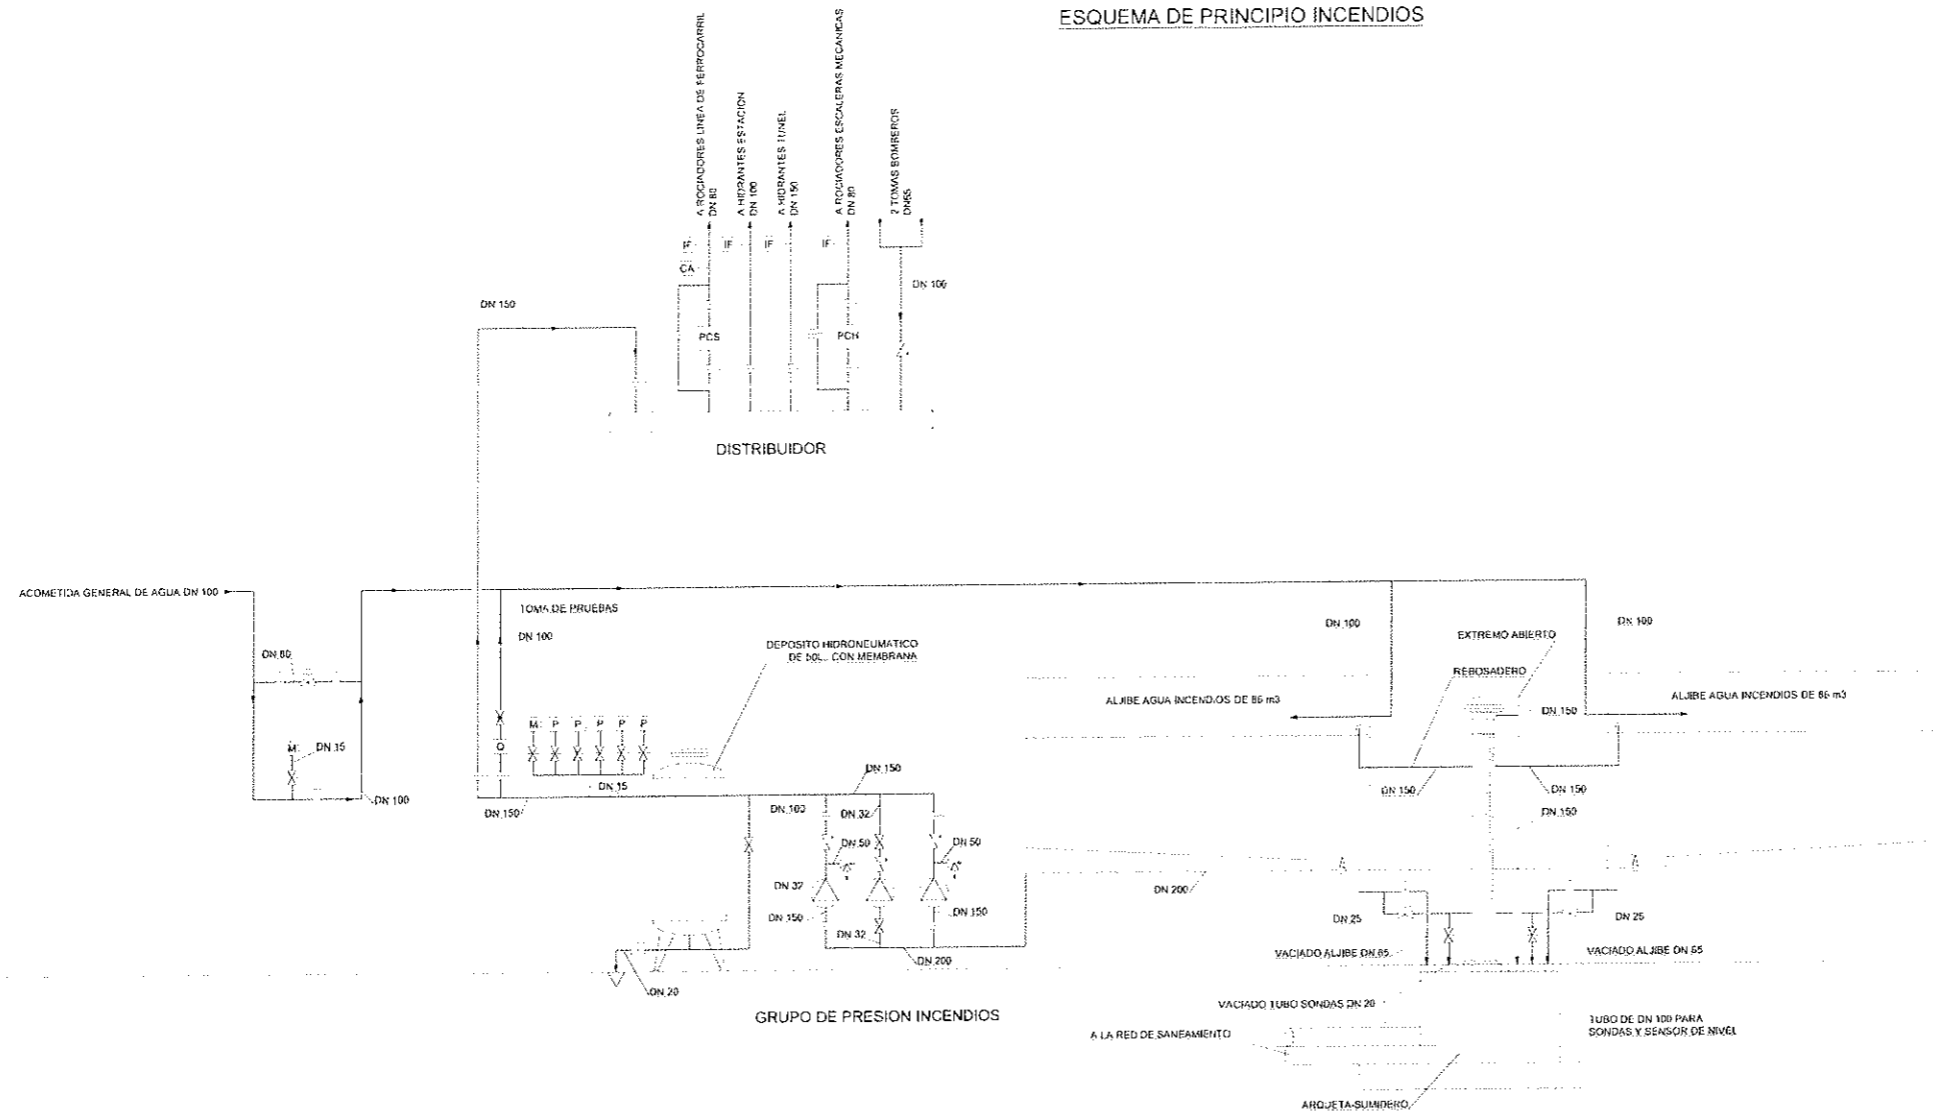 ESQUEMA DE PRINCIPIO INCENDIOS
A ROCIADORES LINEA DE FERROCARRIL
DN 80
A HIDRANTES ESTACION
DN 100
A HIDRANTES TUNEL
DN 150
A ROCIADORES ESCALERAS MECANICAS
DN 80
2 TOMAS BOMBEROS
DN65
IF
IF
IF
IF
CA
DN 100
DN 150
PCS
PCH
DISTRIBUIDOR
ACOMETIDA GENERAL DE AGUA DN 100
TOMA DE PRUEBAS
DN 100
DEPOSITO HIDRONEUMATICO
DE 50L. CON MEMBRANA
DN 100
EXTREMO ABIERTO
DN 100
DN 80
REBOSADERO
ALJIBE AGUA INCENDIOS DE 86 m3
DN 150
ALJIBE AGUA INCENDIOS DE 86 m3
M
DN 15
M
P
P
P
P
P
Q
DN 100
DN 15
DN 150
DN 150
DN 100
DN 32
DN 150
DN 150
DN 150
DN 50
DN 50
DN 32
DN 150
DN 150
DN 32
DN 200
DN 200
DN 25
DN 25
VACIADO ALJIBE DN 65
VACIADO ALJIBE DN 65
DN 20
GRUPO DE PRESION INCENDIOS
VACIADO TUBO SONDAS DN 20
A LA RED DE SANEAMIENTO
TUBO DE DN 100 PARA
SONDAS Y SENSOR DE NIVEL
ARQUETA-SUMIDERO